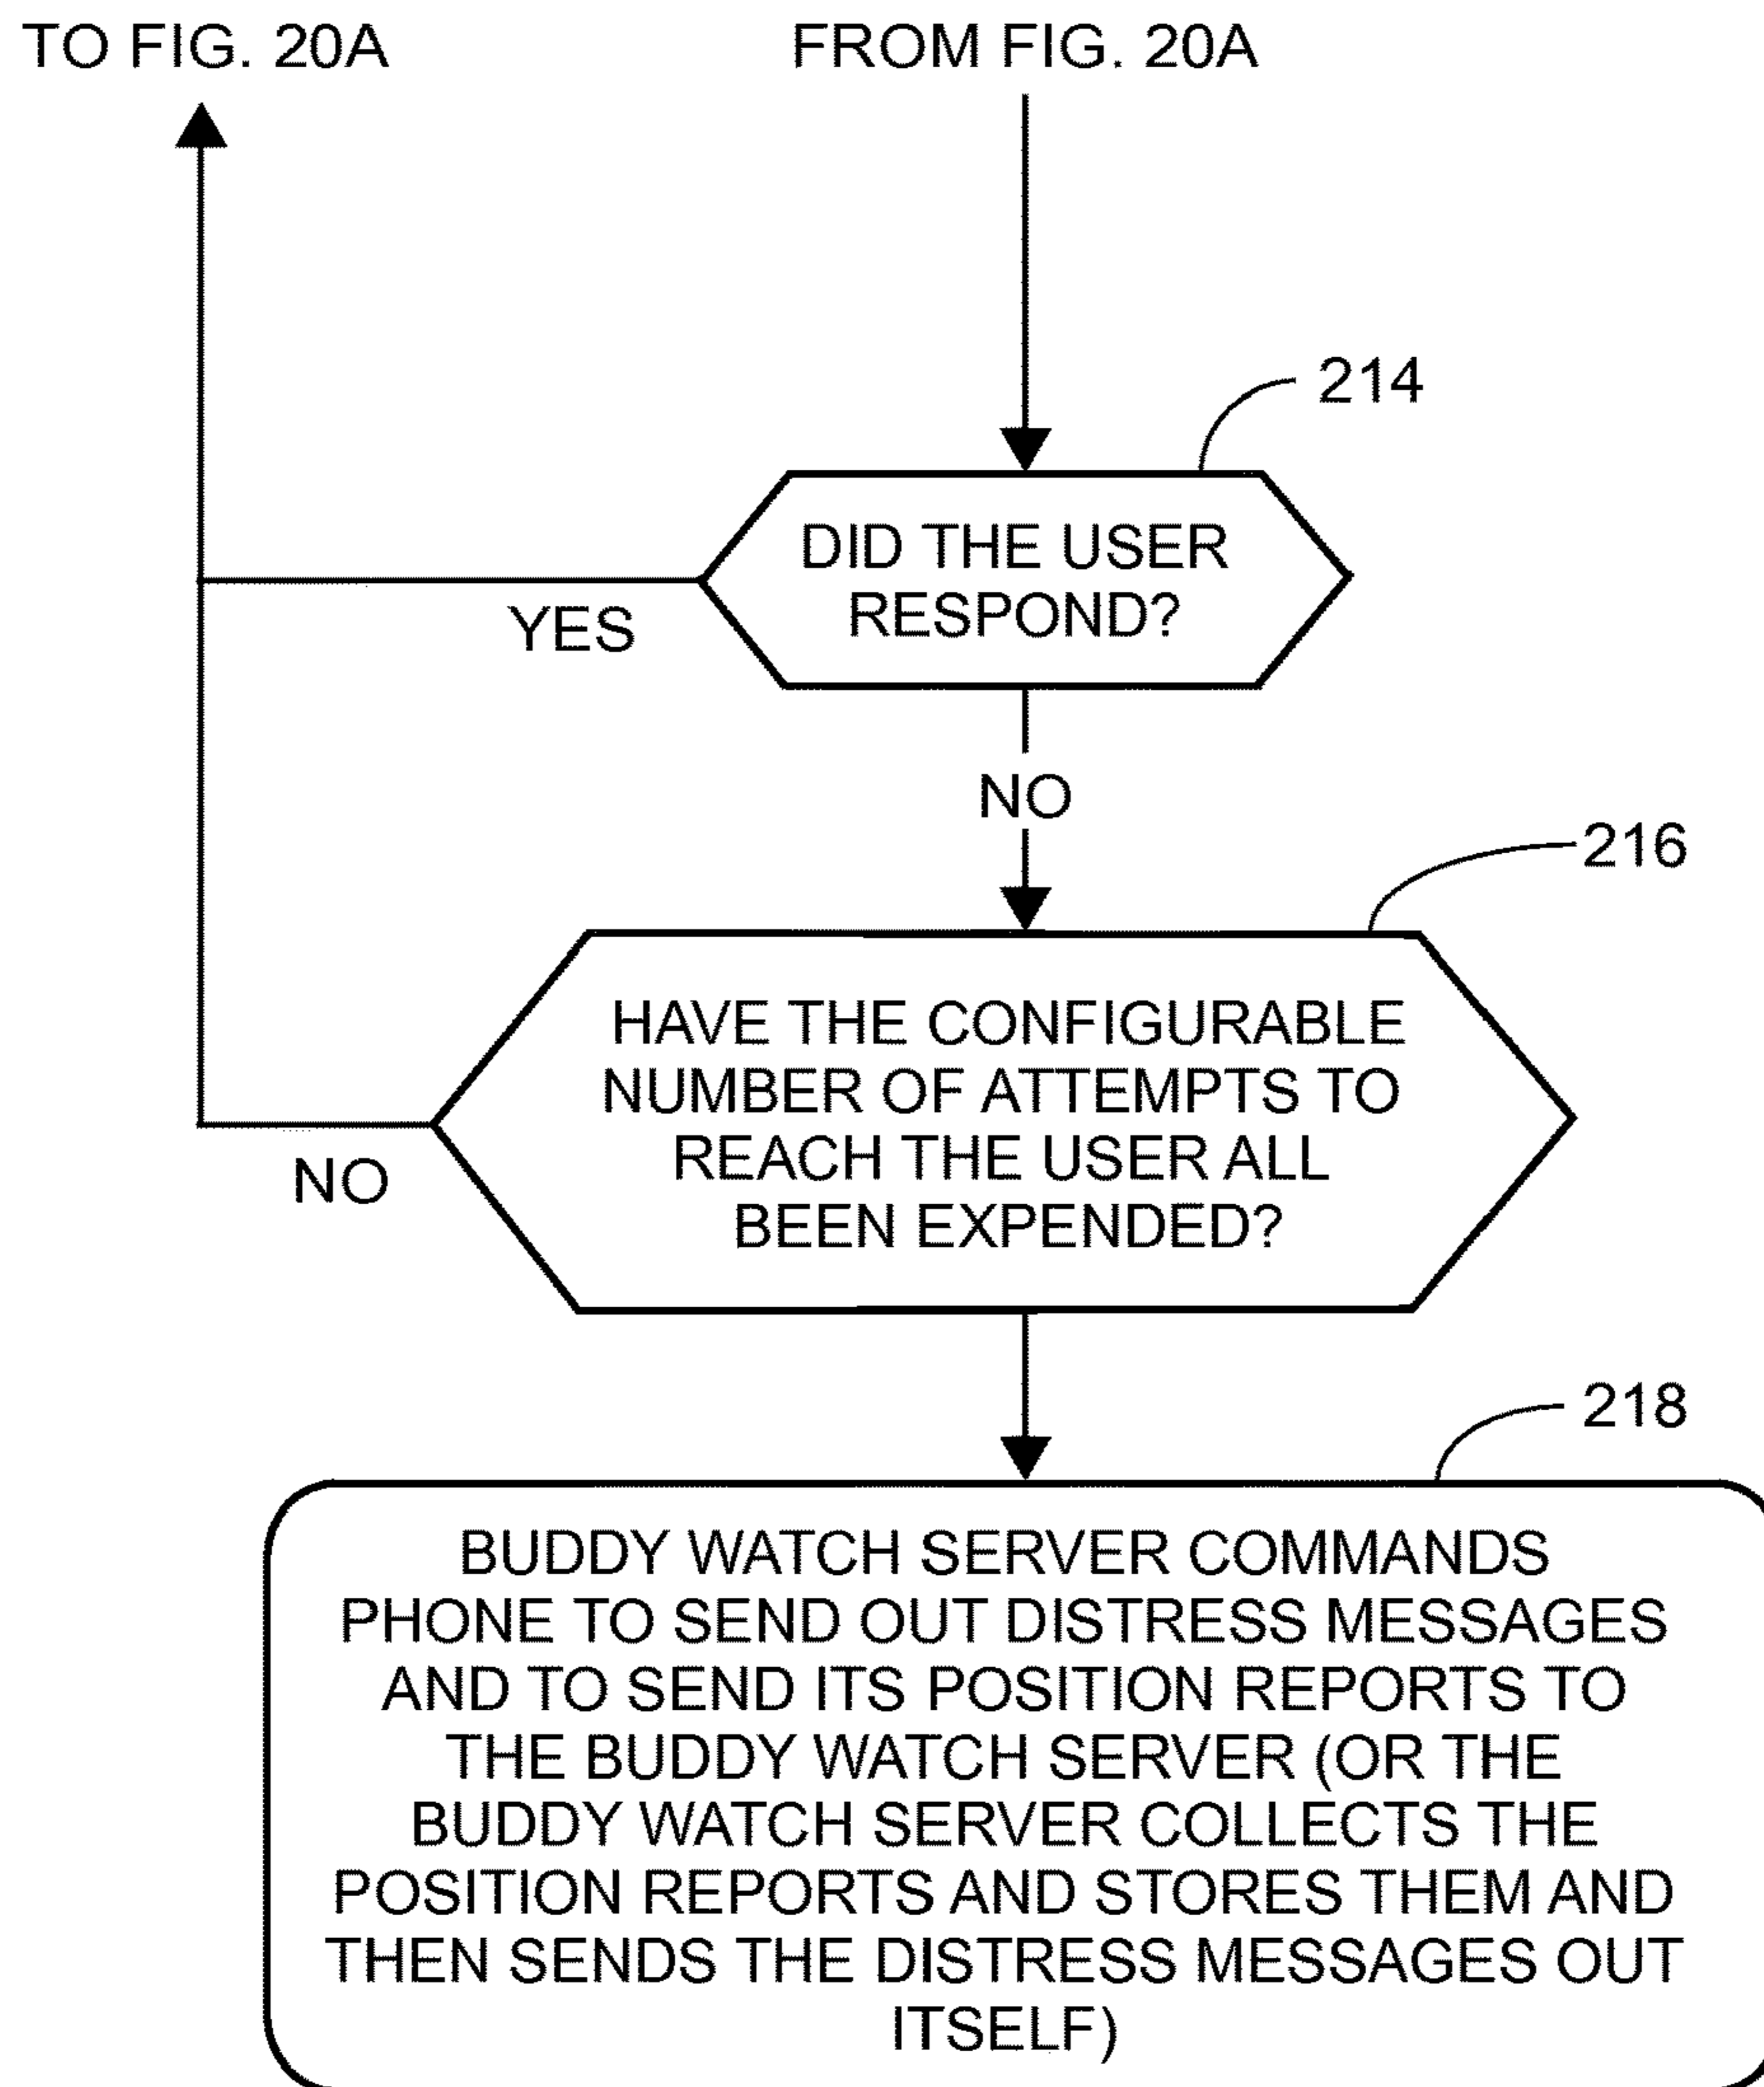 TO FIG. 20A
FROM FIG. 20A
214
DID THE USER
RESPOND?
YES
NO
216
HAVE THE CONFIGURABLE
NUMBER OF ATTEMPTS TO
REACH THE USER ALL
BEEN EXPENDED?
NO
218
BUDDY WATCH SERVER COMMANDS
PHONE TO SEND OUT DISTRESS MESSAGES
AND TO SEND ITS POSITION REPORTS TO
THE BUDDY WATCH SERVER (OR THE
BUDDY WATCH SERVER COLLECTS THE
POSITION REPORTS AND STORES THEM AND
THEN SENDS THE DISTRESS MESSAGES OUT
ITSELF)